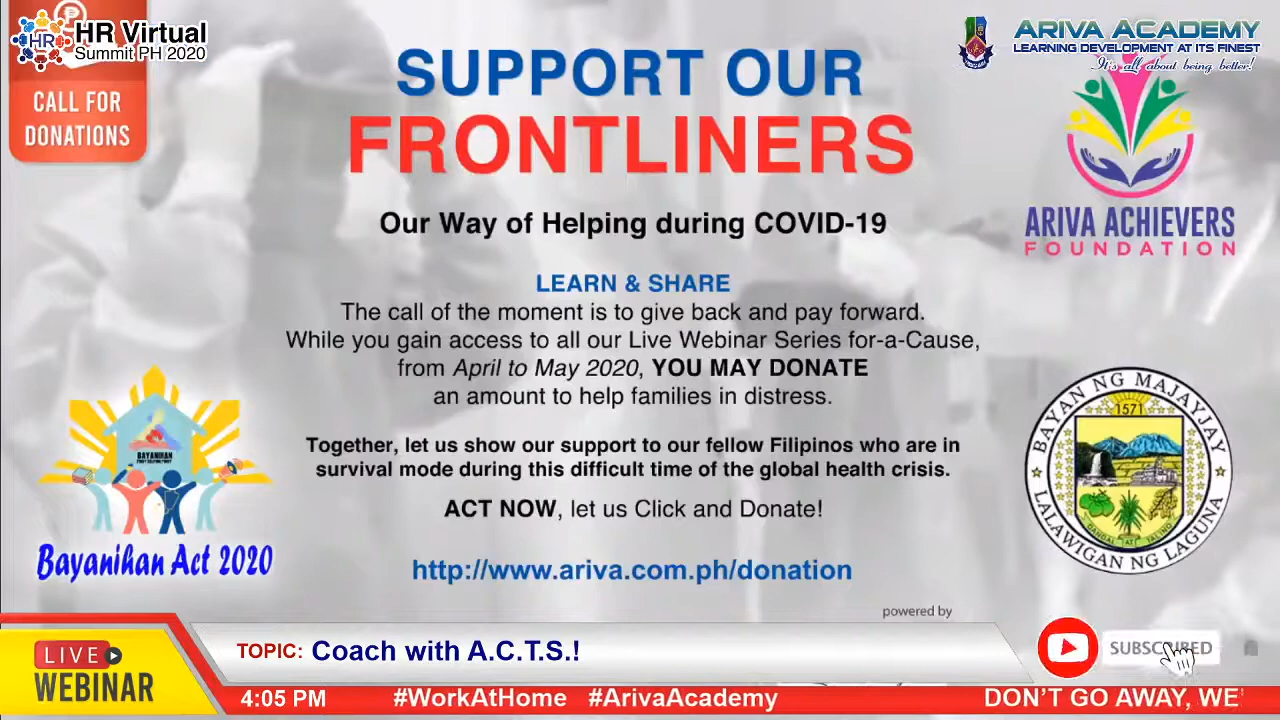 HR
HR Virtual
Summit PH 2020
CALL FOR
DONATIONS
ARIVA ACADEMY
LEARNING DEVELOPMENT AT ITS FINEST
It's all about being better!
SUPPORT OUR
FRONTLINERS
Our Way of Helping during COVID-19
ARIVA ACHIEVERS
FOUNDATION
LEARN & SHARE
The call of the moment is to give back and pay forward.
While you gain access to all our Live Webinar Series for-a-Cause,
from April to May 2020, YOU MAY DONATE
an amount to help families in distress.
Together, let us show our support to our fellow Filipinos who are in
survival mode during this difficult time of the global health crisis.
ACT NOW, let us Click and Donate!
http://www.ariva.com.ph/donation
BAYANIHAN
Bayanihan Act 2020
BAYAN NG MAJAYJAY
1571
LALAWIGAN NG LAGUNA
powered by
LIVE
WEBINAR
TOPIC: Coach with A.C.T.S.!
SUBSCRIBED
4:05 PM #WorkAtHome #ArivaAcademy DON'T GO AWAY, WE'